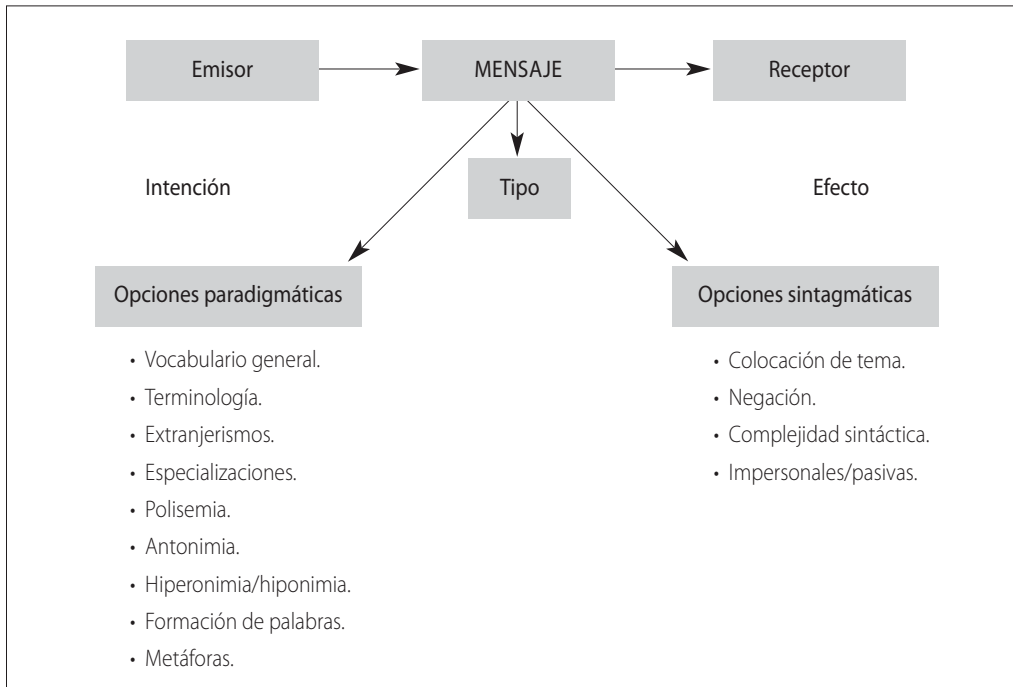 Emisor
MENSAJE
Receptor
Intención
Tipo
Efecto
Opciones paradigmáticas
• Vocabulario general.
• Terminología.
• Extranjerismos.
• Especializaciones.
• Polisemia.
• Antonimia.
• Hiperonimia/hiponimia.
• Formación de palabras.
• Metáforas.
Opciones sintagmáticas
• Colocación de tema.
• Negación.
• Complejidad sintáctica.
• Impersonales/pasivas.